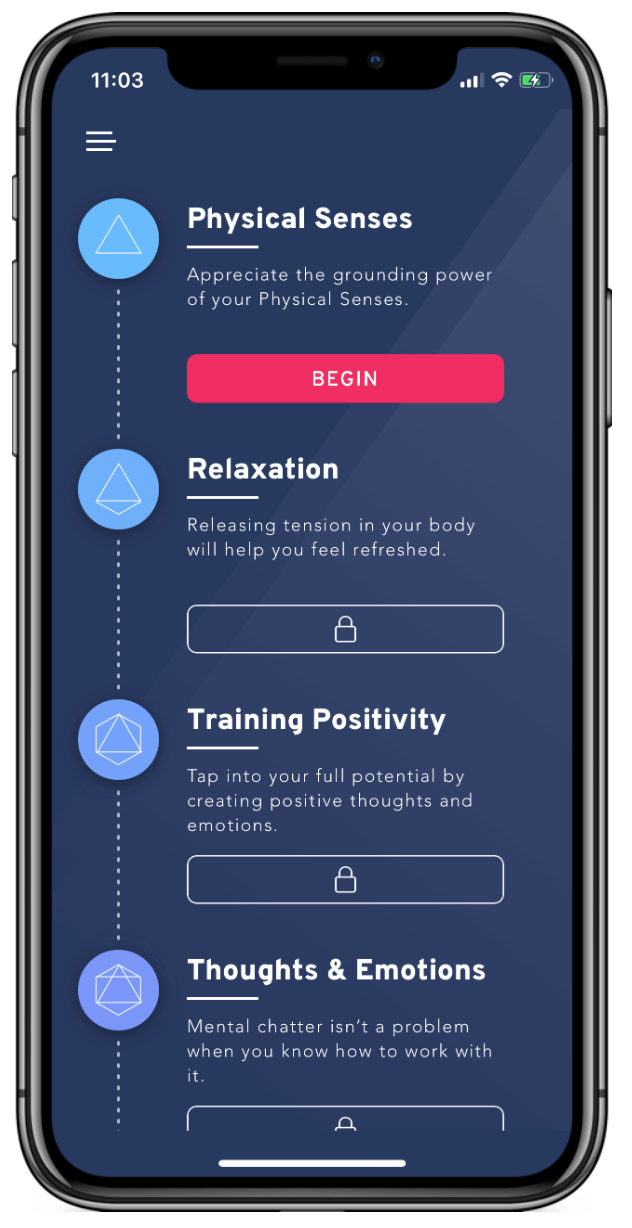 11:03
Physical Senses
Appreciate the grounding power
of your Physical Senses.
BEGIN
Relaxation
Releasing tension in your body
will help you feel refreshed.
Training Positivity
Tap into your full potential by
creating positive thoughts and
emotions.
Thoughts & Emotions
Mental chatter isn't a problem
when you know how to work with
it.